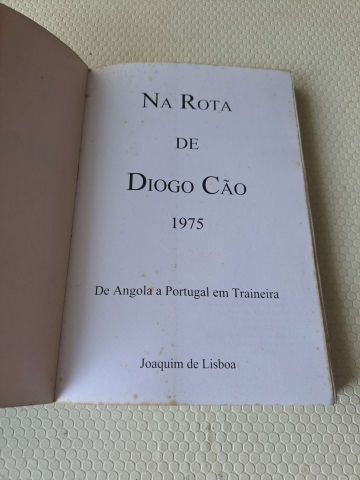 NA ROTA
DE
DIOGO CÃO
1975
De Angola a Portugal em Traineira
Joaquim de Lisboa